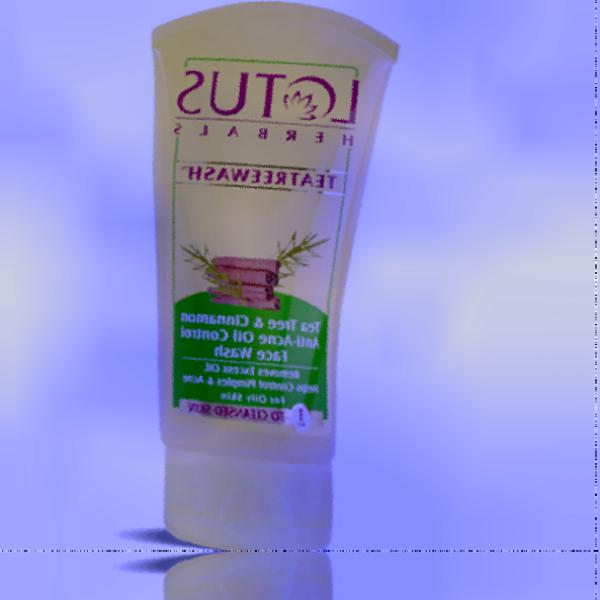 LOTUS
HERBALS
TEATREEWASH
Tea Tree & Cinnamon
Anti-Acne Oil Control
Face Wash
Removes Excess Oil,
Helps Control Pimples & Acne
For Oily Skin
1 TO CLEANSED SKIN